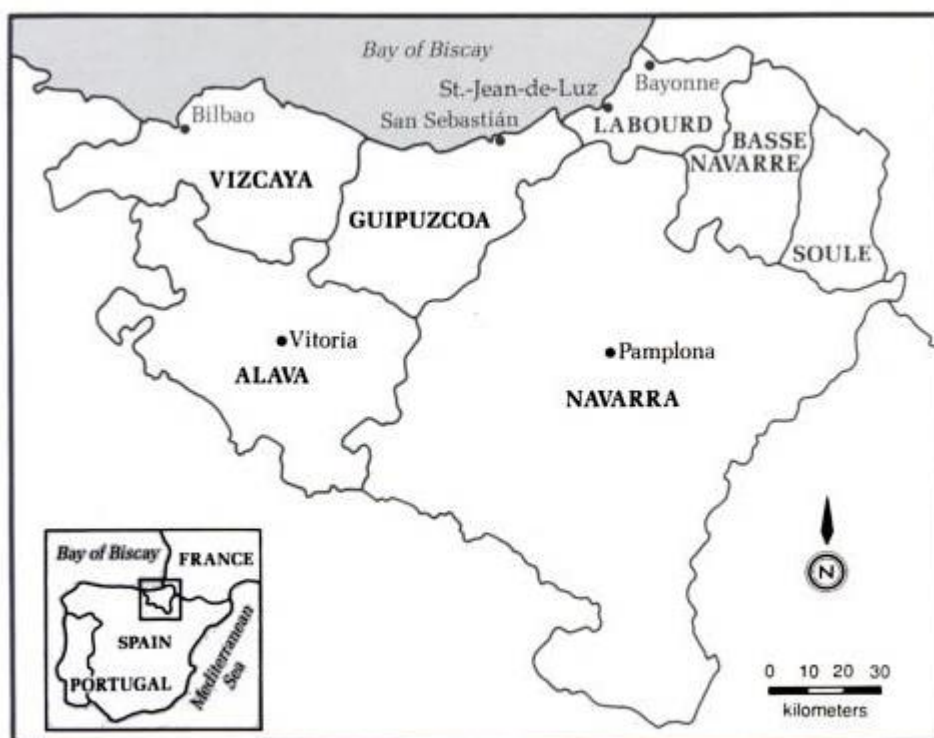 Bay of Biscay
St.-Jean-de-Luz
Bayonne
Bilbao
San Sebastián
LABOURD
BASSE
NAVARRE
VIZCAYA
GUIPUZCOA
SOULE
Vitoria
Pamplona
ALAVA
NAVARRA
Bay of Biscay
FRANCE
SPAIN
PORTUGAL
Mediterranean
Sea
N
0 10 20 30
kilometers